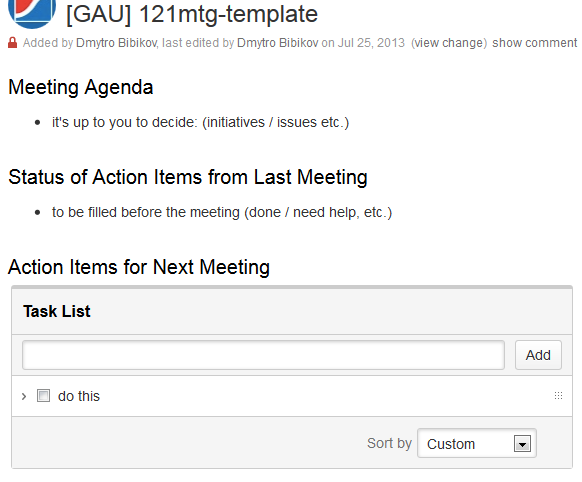 [GAU] 121mtg-template
Added by Dmytro Bibikov, last edited by Dmytro Bibikov on Jul 25, 2013 (view change) show comment
Meeting Agenda
• it's up to you to decide: (initiatives / issues etc.)
Status of Action Items from Last Meeting
• to be filled before the meeting (done / need help, etc.)
Action Items for Next Meeting
Task List
Add
do this
Sort by Custom